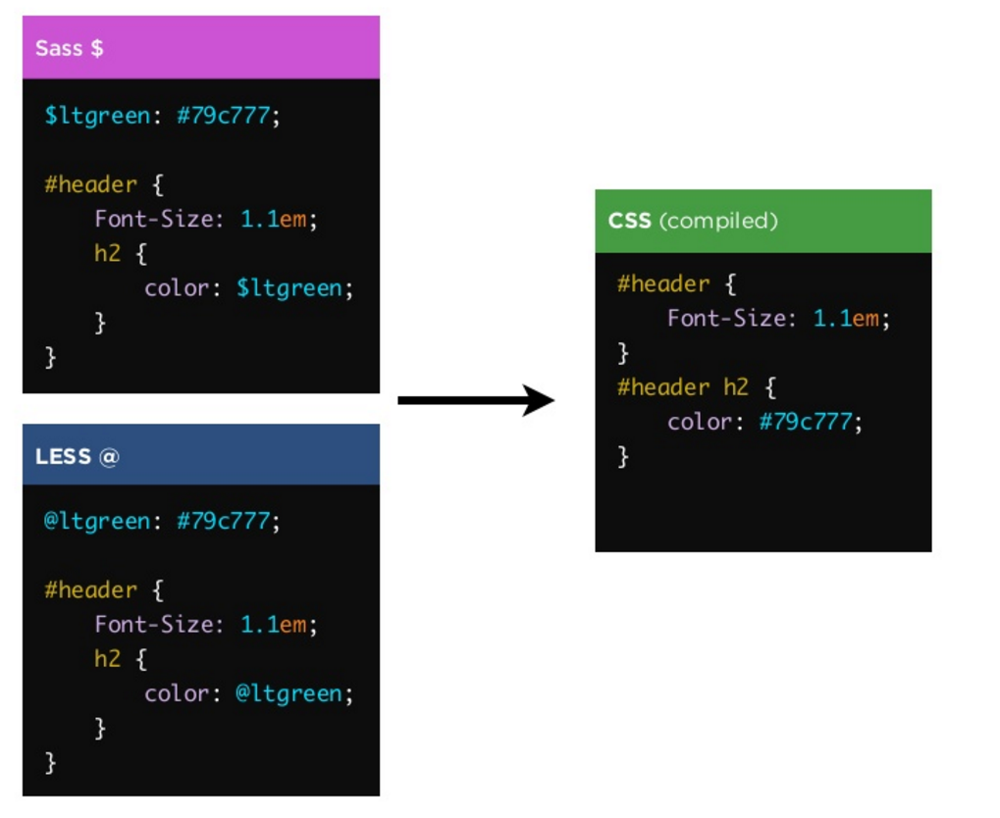 Sass $
$ltgreen: #79c777;
#header {
    Font-Size: 1.1em;
    h2 {
        color: $ltgreen;
    }
}
LESS @
@ltgreen: #79c777;
#header {
    Font-Size: 1.1em;
    h2 {
        color: @ltgreen;
    }
}
CSS (compiled)
#header {
    Font-Size: 1.1em;
}
#header h2 {
    color: #79c777;
}